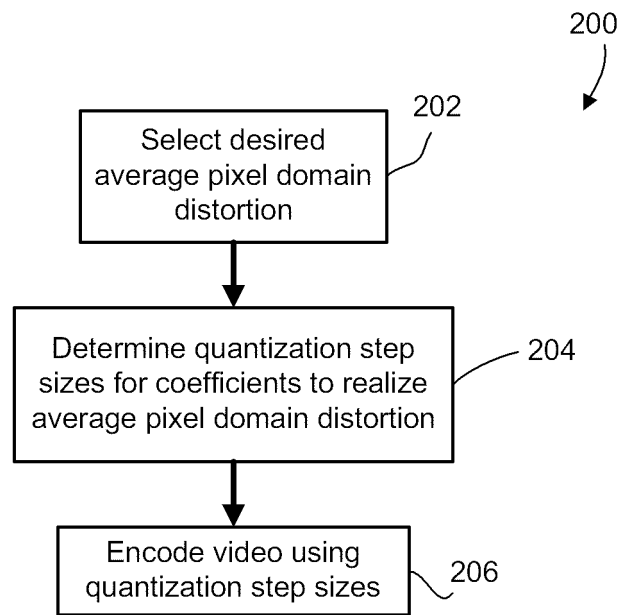 200
202
Select desired
average pixel domain
distortion
Determine quantization step
sizes for coefficients to realize
average pixel domain distortion
204
Encode video using
quantization step sizes
206